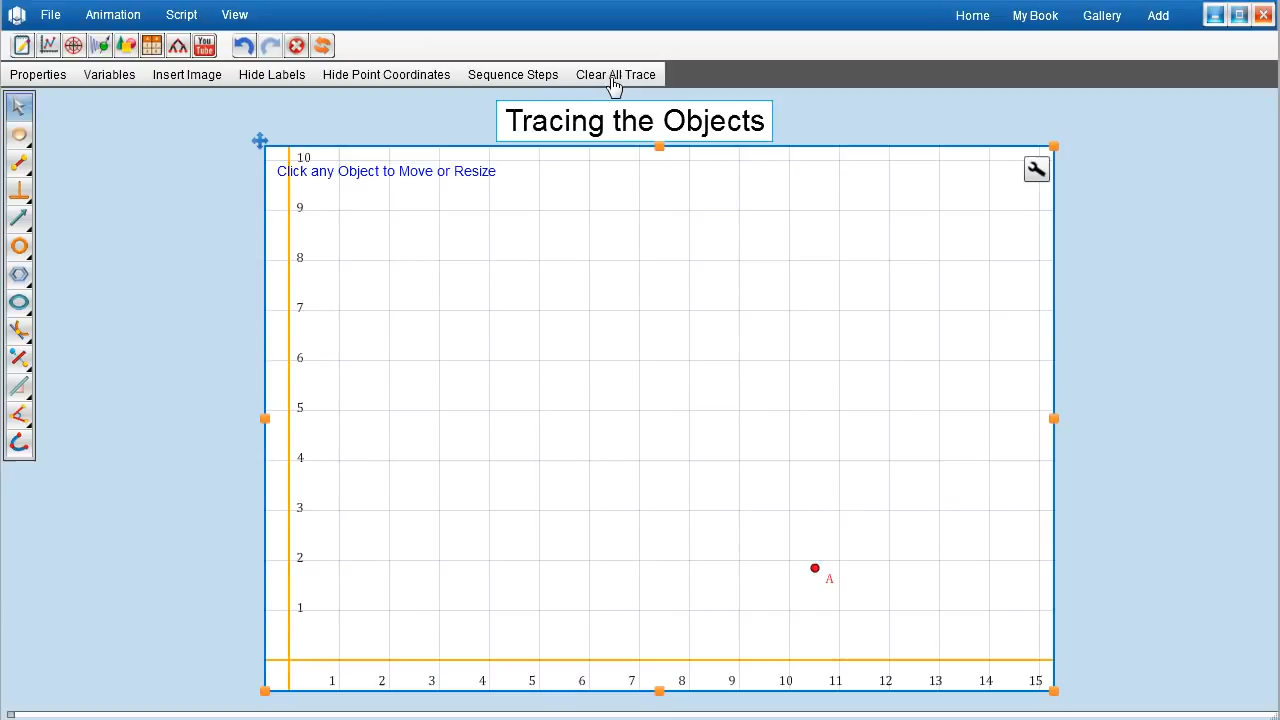 File Animation Script View Home My Book Gallery Add
You Tube
Properties Variables Insert Image Hide Labels Hide Point Coordinates Sequence Steps Clear All Trace
Tracing the Objects
10
Click any Object to Move or Resize
9
8
7
6
5
4
3
2
A
1
1 2 3 4 5 6 7 8 9 10 11 12 13 14 15